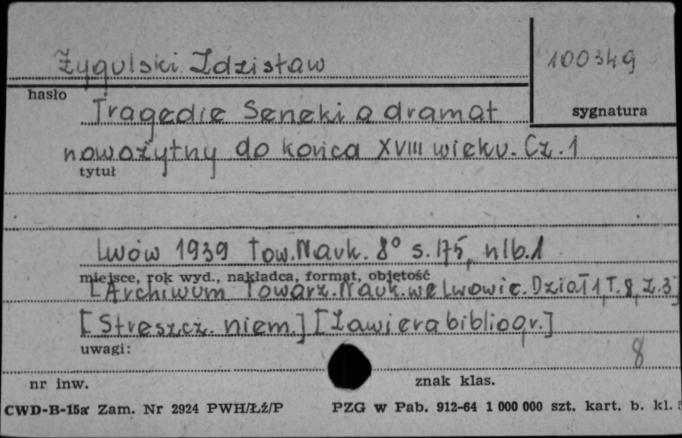 Żygulski Zdzisław
100349
hasło
sygnatura
Tragedie Seneki a dramat
nowożytny do końca XVIII wieku. Cz. 1
tytuł
Lwów 1939 Tow. Nauk. 8° s. 175, nlb. 1
miejsce, rok wyd., nakładca, format, objętość
[Archiwum Towarz. Nauk. we Lwowie. Dział 1, T. 8, z. 3]
[Streszcz. niem.] [Zawiera bibliogr.]
uwagi:
8
nr inw.
znak klas.
CWD-B-15a Zam. Nr 2924 PWH/Łź/P
PZG w Pab. 912-64 1 000 000 szt. kart. b. kl.